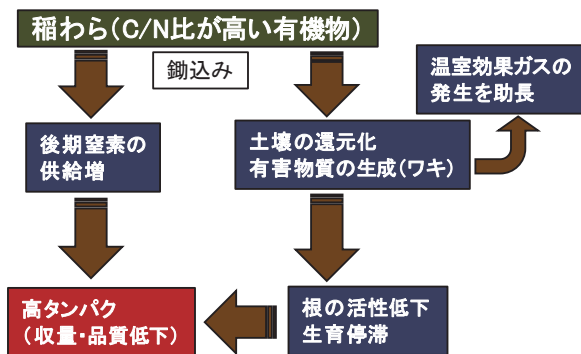 稲わら(C/N比が高い有機物)
鋤込み
温室効果ガスの
発生を助長
後期窒素の
供給増
土壌の還元化
有害物質の生成(ワキ)
高タンパク
(収量・品質低下)
根の活性低下
生育停滞